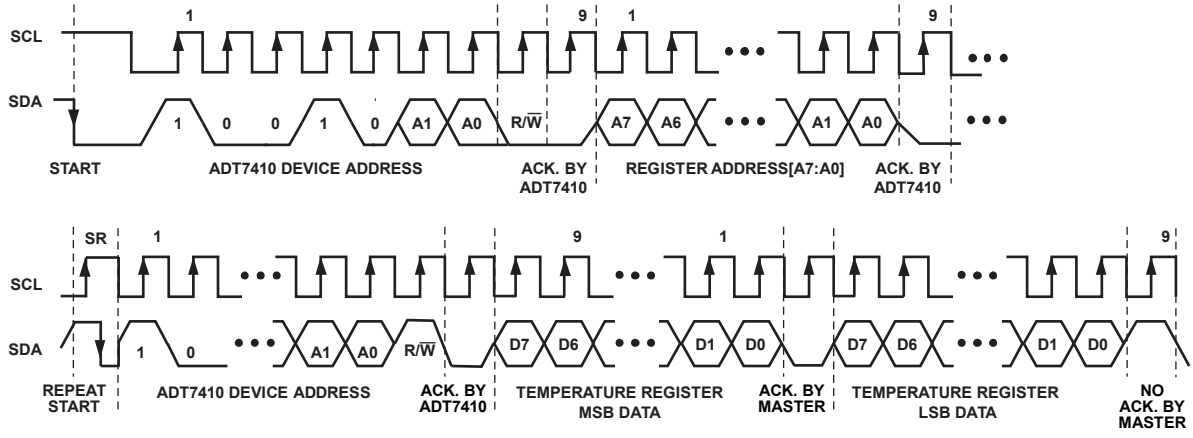 1 9 1 9
SCL
SDA
1 0 0 1 0 A1 A0 R/W̅ A7 A6 A1 A0
START ADT7410 DEVICE ADDRESS ACK. BY ADT7410 REGISTER ADDRESS[A7:A0] ACK. BY ADT7410
SR 1 9 1 9
SCL
SDA
1 0 A1 A0 R/W̅ D7 D6 D1 D0 D7 D6 D1 D0
REPEAT START ADT7410 DEVICE ADDRESS ACK. BY ADT7410 TEMPERATURE REGISTER MSB DATA ACK. BY MASTER TEMPERATURE REGISTER LSB DATA NO ACK. BY MASTER